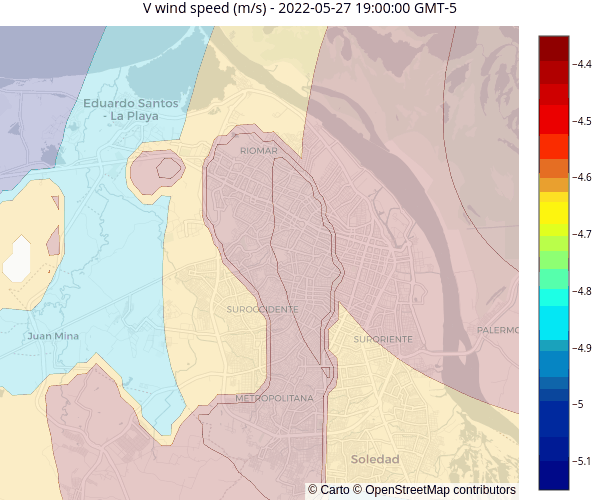 V wind speed (m/s) - 2022-05-27 19:00:00 GMT-5
Eduardo Santos
- La Playa
RIOMAR
SUROCCIDENTE
Juan Mina
SURORIENTE
PALERMO
METROPOLITANA
Soledad
© Carto © OpenStreetMap contributors
−4.4
−4.5
−4.6
−4.7
−4.8
−4.9
−5
−5.1